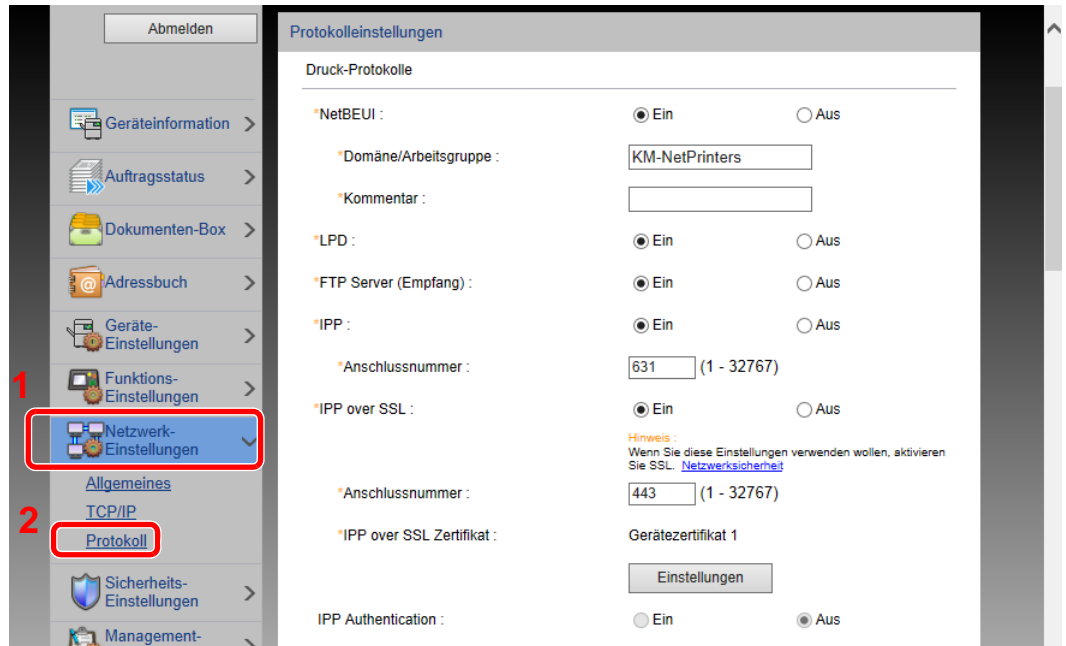 Abmelden
Geräteinformation
Auftragsstatus
Dokumenten-Box
Adressbuch
Geräte-
Einstellungen
1
Funktions-
Einstellungen
Netzwerk-
Einstellungen
Allgemeines
2
TCP/IP
Protokoll
Sicherheits-
Einstellungen
Management-
Protokolleinstellungen
Druck-Protokolle
*NetBEUI : Ein Aus
*Domäne/Arbeitsgruppe : KM-NetPrinters
*Kommentar :
*LPD : Ein Aus
*FTP Server (Empfang) : Ein Aus
*IPP : Ein Aus
*Anschlussnummer : 631 (1 - 32767)
*IPP over SSL : Ein Aus
Hinweis :
Wenn Sie diese Einstellungen verwenden wollen, aktivieren
Sie SSL. Netzwerksicherheit
*Anschlussnummer : 443 (1 - 32767)
*IPP over SSL Zertifikat : Gerätezertifikat 1
Einstellungen
IPP Authentication : Ein Aus